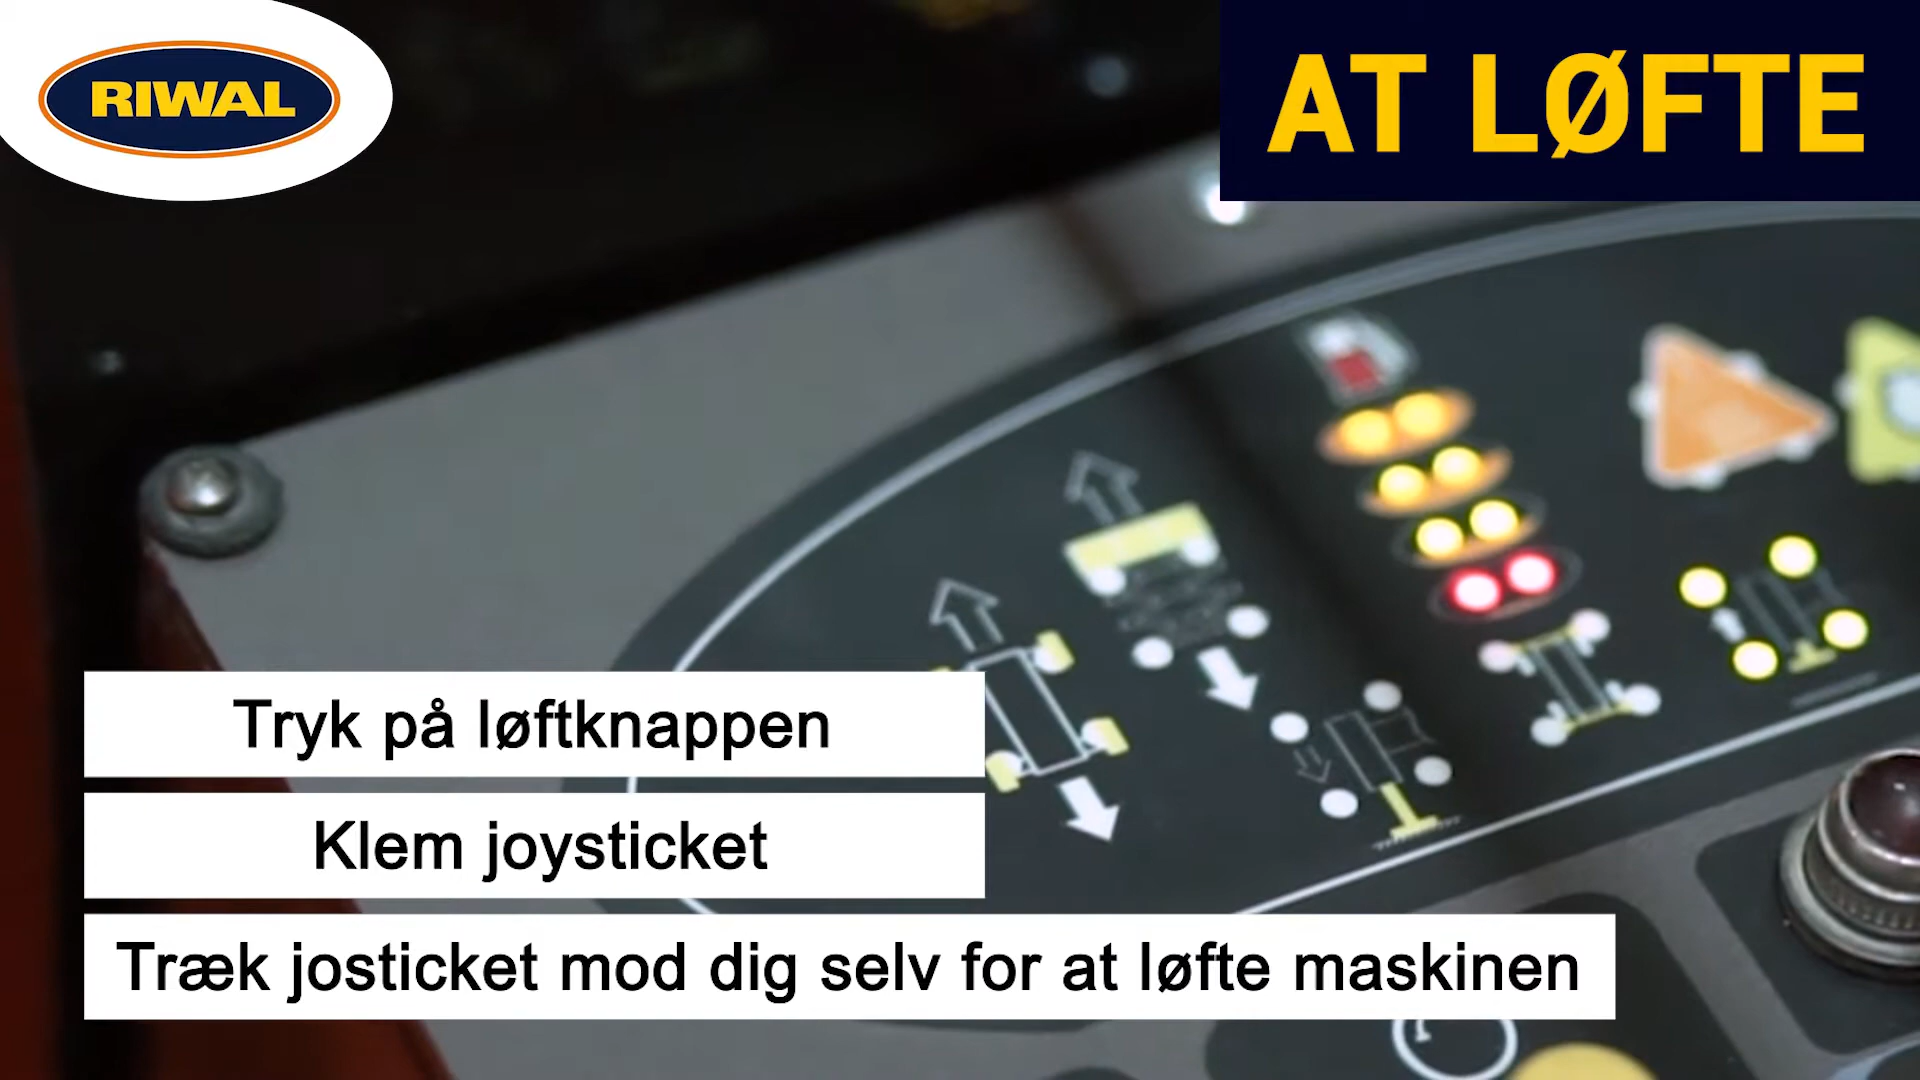 RIWAL
AT LØFTE
Tryk på løftknappen
Klem joysticket
Træk josticket mod dig selv for at løfte maskinen